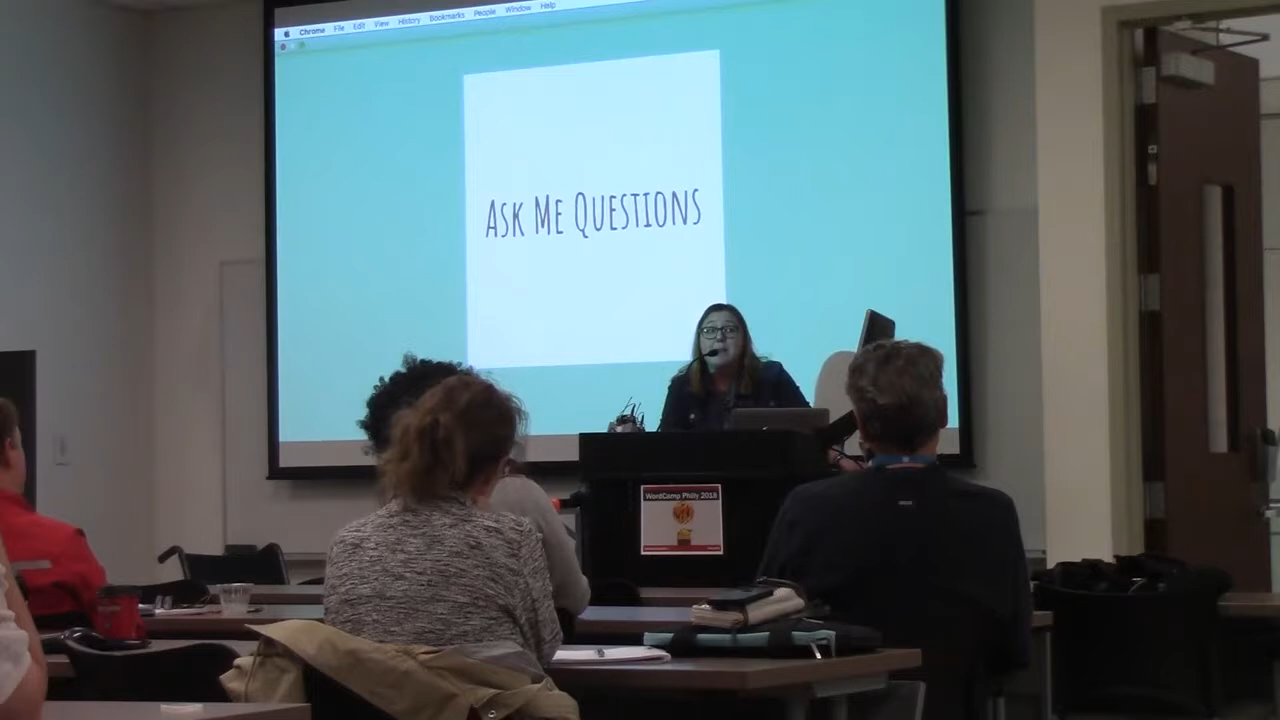 Chrome File Edit View History Bookmarks People Window Help
Ask Me Questions
WordCamp Philly 2018